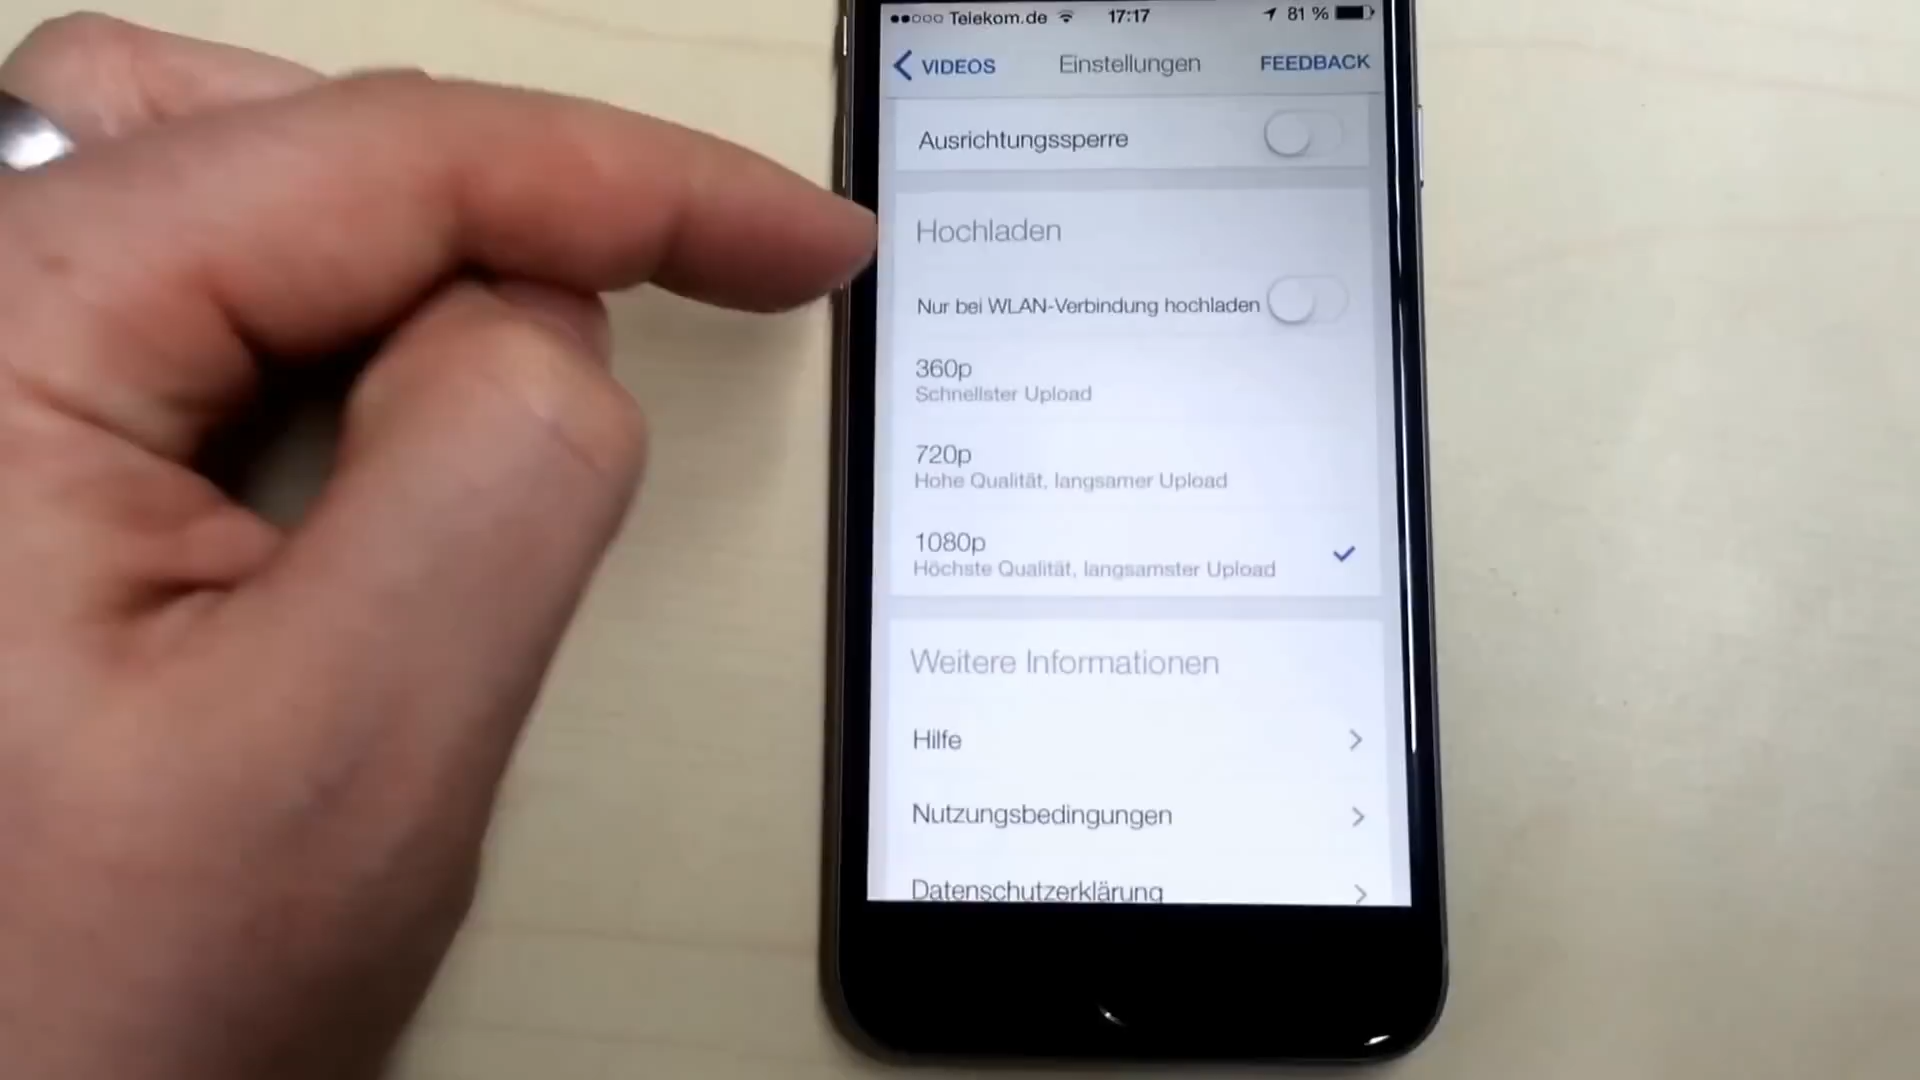 Telekom.de 17:17 81 %
VIDEOS Einstellungen FEEDBACK
Ausrichtungssperre
Hochladen
Nur bei WLAN-Verbindung hochladen
360p
Schnellster Upload
720p
Hohe Qualität, langsamer Upload
1080p
Höchste Qualität, langsamster Upload
Weitere Informationen
Hilfe
Nutzungsbedingungen
Datenschutzerklärung